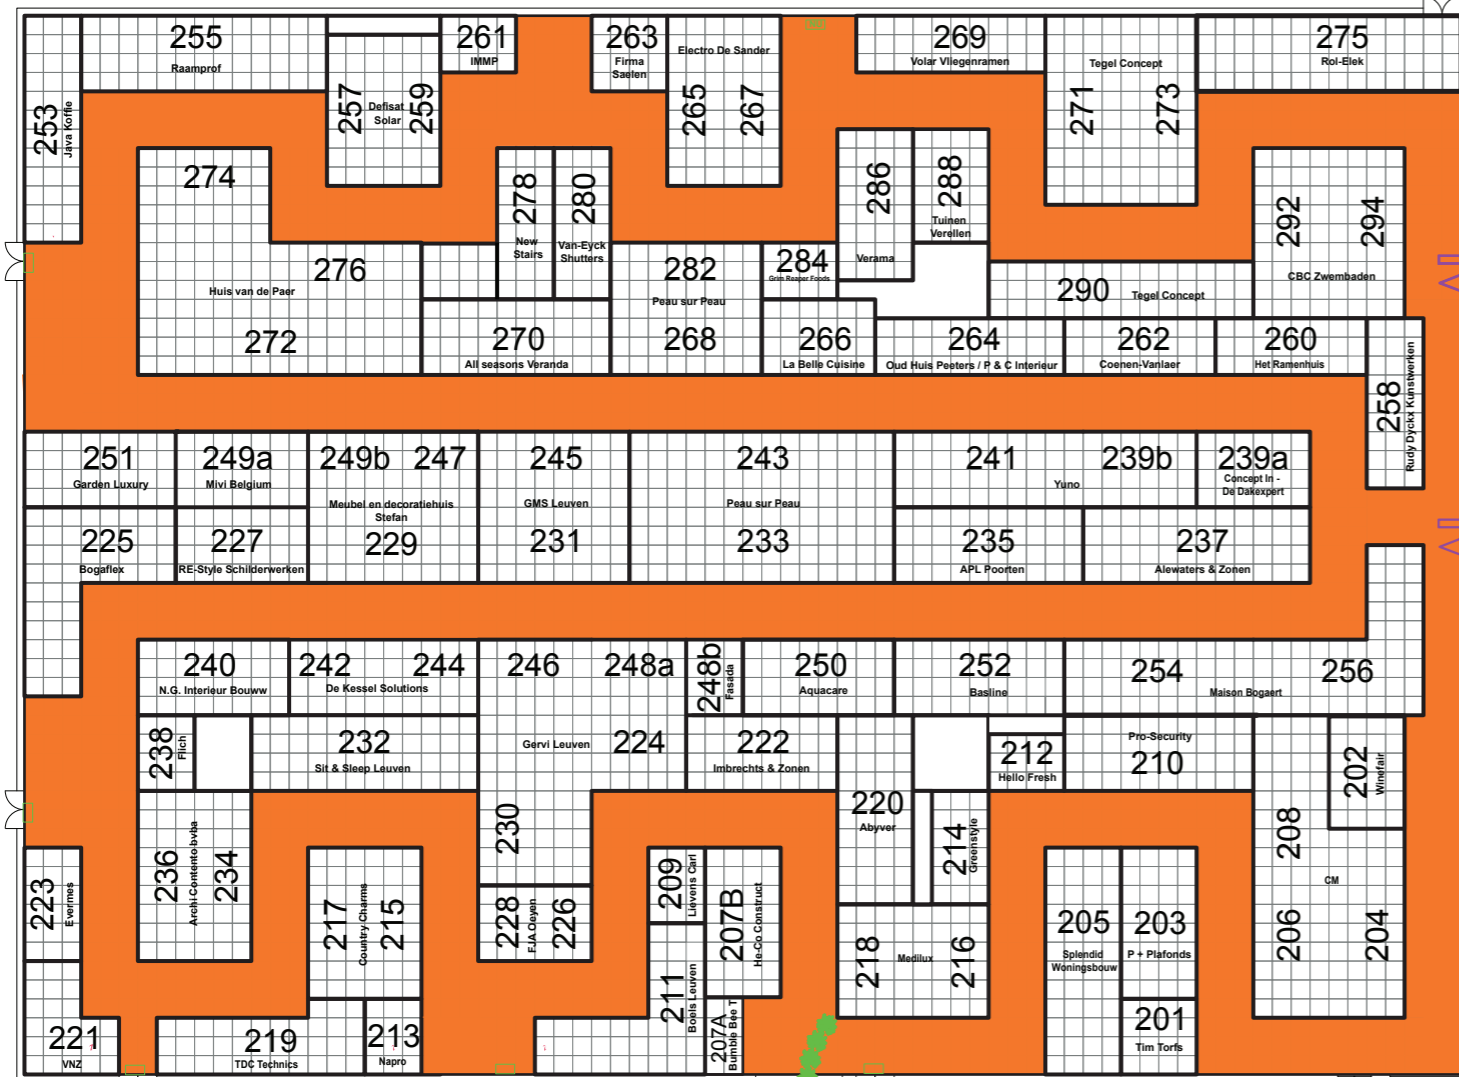 255
Raamprof
253
Java Koffie
257
259
Defisat
Solar
261
IMMP
263
Firma
Saelen
Electro De Sander
265
267
269
Volar Vliegenramen
Tegel Concept
271
273
275
Rol-Elek
274
276
Huis van de Paer
272
278
New
Stairs
280
Van-Eyck
Shutters
270
All seasons Veranda
282
Peau sur Peau
268
284
Grim Reaper Foods
286
Verama
288
Tuinen
Verellen
266
La Belle Cuisine
264
Oud Huis Peeters / P & C Interieur
290
Tegel Concept
262
Coenen-Vanlaer
292
294
CBC Zwembaden
260
Het Ramenhuis
258
Rudy Dyckx Kunstwerken
251
Garden Luxury
249a
Mivi Belgium
249b
247
Meubel en decoratiehuis
Stefan
229
245
GMS Leuven
231
243
Peau sur Peau
233
241
239b
Yuno
239a
Concept In -
De Dakexpert
225
Bogaflex
227
RE-Style Schilderwerken
235
APL Poorten
237
Alewaters & Zonen
240
N.G. Interieur Bouww
242
244
De Kessel Solutions
246
248a
Gervi Leuven
224
230
248b
Fasada
250
Aquacare
252
Basline
254
256
Maison Bogaert
238
Flich
232
Sit & Sleep Leuven
222
Imbrechts & Zonen
212
Hello Fresh
Pro-Security
210
202
Winefair
220
Abyver
214
Greenstyle
208
CM
206
204
236
Archi Contento bvba
234
223
Evermes
217
Country Charms
215
228
FJA Oeyen
226
209
Lievens Carl
207B
He-Co Construct
211
Boels Leuven
207A
Bumble Bee T
218
Medilux
216
205
Splendid
Woningsbouw
203
P + Plafonds
201
Tim Torfs
221
VNZ
219
TDC Technics
213
Napro